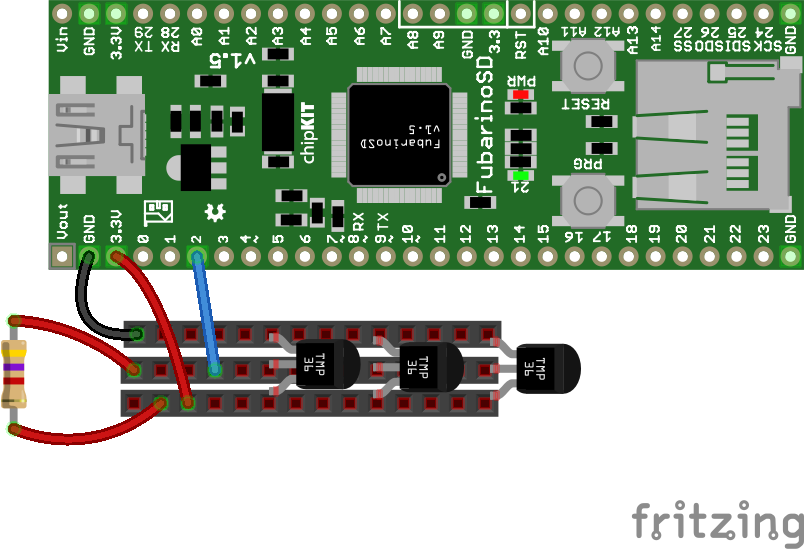 Vin GND 3.3V 29 TX 28 RX A0 A1 A2 A3 A4 A5 A6 A7 A8 A9 GND 3.3 RST A10 A11 A12 A13 A14 27 SS 26 SDO 25 SDI 24 SCK GND
v1.5
PWR
RESET
chipKIT
FubarinoSD
v1.5
FubarinoSD
PRG
21
Vout GND 3.3V 0 1 2 3~ 4~ 5 6 7~ 8 RX 9 TX 10~ 11 12 13 14 15 16 17 18 19 20 21 22 23 GND
TMP
36
TMP
36
TMP
36
fritzing